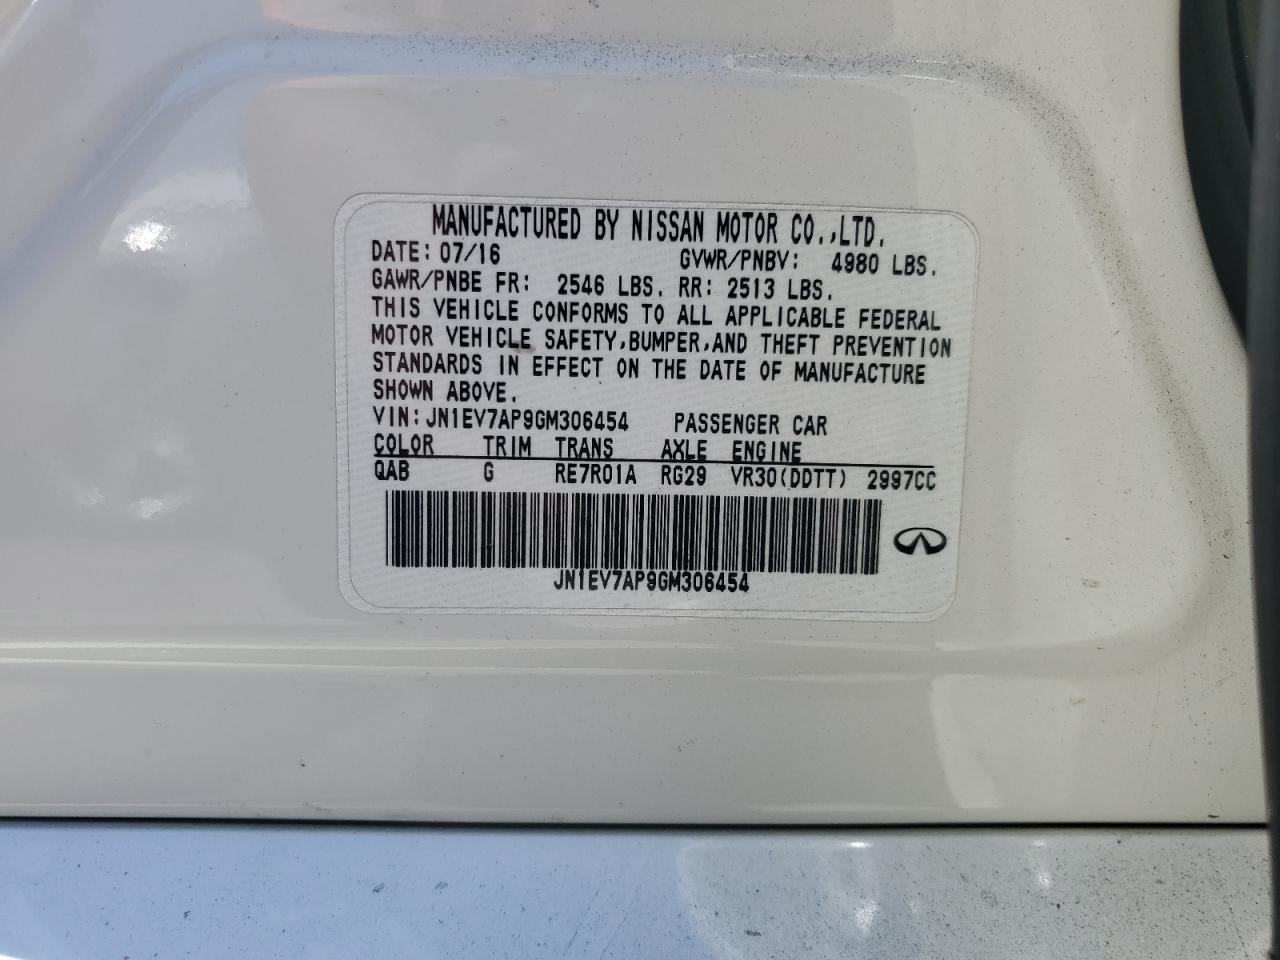 MANUFACTURED BY NISSAN MOTOR CO.,LTD.
DATE: 07/16 GVWR/PNBV: 4980 LBS.
GAWR/PNBE FR: 2546 LBS. RR: 2513 LBS.
THIS VEHICLE CONFORMS TO ALL APPLICABLE FEDERAL
MOTOR VEHICLE SAFETY,BUMPER,AND THEFT PREVENTION
STANDARDS IN EFFECT ON THE DATE OF MANUFACTURE
SHOWN ABOVE.
VIN:JN1EV7AP9GM306454 PASSENGER CAR
COLOR TRIM TRANS AXLE ENGINE
QAB G RE7R01A RG29 VR30(DDTT) 2997CC
JN1EV7AP9GM306454